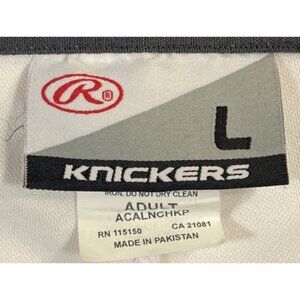 R ®
L
KNICKERS
IRON. DO NOT DRY CLEAN
ADULT
ACALNCHKP
RN 115150 CA 21081
MADE IN PAKISTAN